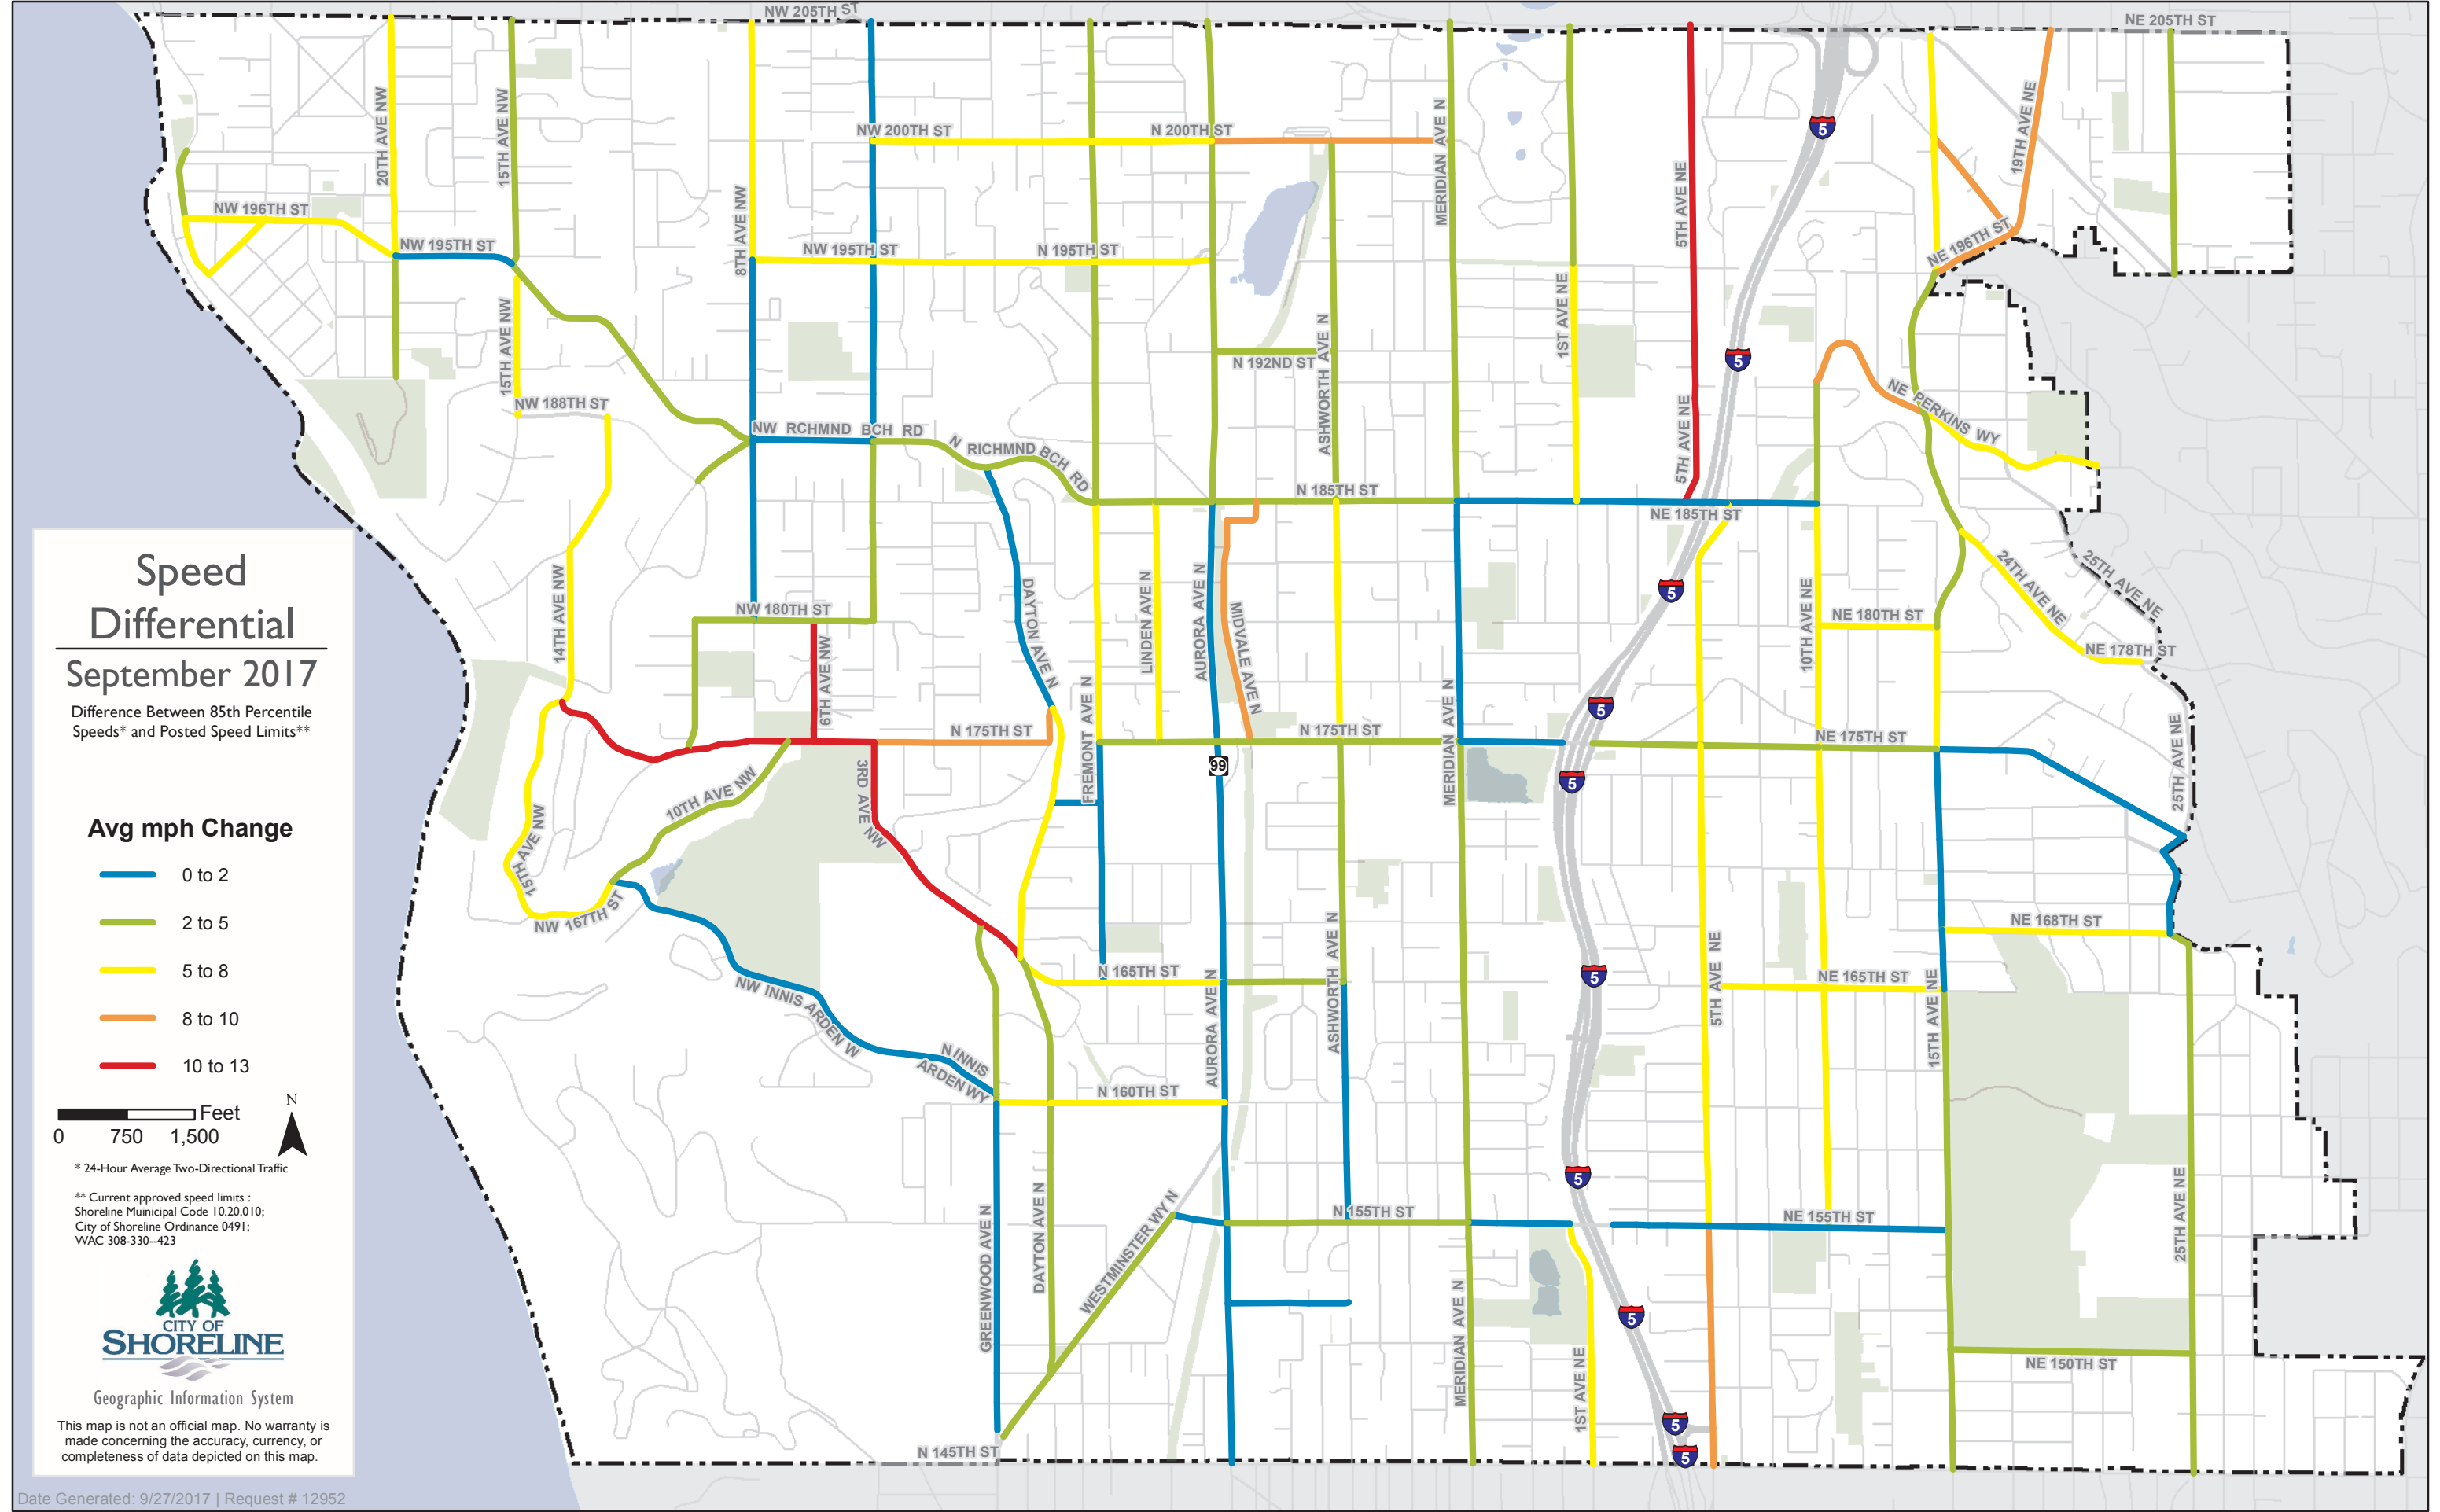 NW 205TH ST
NE 205TH ST
20TH AVE NW
15TH AVE NW
8TH AVE NW
NW 200TH ST
N 200TH ST
MERIDIAN AVE N
5TH AVE NE
5
19TH AVE NE
NW 196TH ST
NW 195TH ST
NW 195TH ST
N 195TH ST
NE 196TH ST
15TH AVE NW
N 192ND ST
ASHWORTH AVE N
1ST AVE NE
5
5TH AVE NE
NW 188TH ST
NE PERKINS WY
NW RCHMND BCH RD
N RICHMND BCH RD
N 185TH ST
NE 185TH ST
14TH AVE NW
NW 180TH ST
6TH AVE NW
DAYTON AVE N
LINDEN AVE N
AURORA AVE N
MIDVALE AVE N
5
10TH AVE NE
NE 180TH ST
24TH AVE NE
25TH AVE NE
NE 178TH ST
FREMONT AVE N
MERIDIAN AVE N
5
N 175TH ST
N 175TH ST
NE 175TH ST
25TH AVE NE
99
5
10TH AVE NW
3RD AVE NW
15TH AVE NW
NW 167TH ST
NE 168TH ST
N 165TH ST
NE 165TH ST
5
AURORA AVE N
ASHWORTH AVE N
5TH AVE NE
15TH AVE NE
NW INNIS ARDEN W
N INNIS
ARDEN WY
N 160TH ST
5
N 155TH ST
NE 155TH ST
GREENWOOD AVE N
DAYTON AVE N
WESTMINSTER WY N
MERIDIAN AVE N
1ST AVE NE
25TH AVE NE
5
NE 150TH ST
5
5
N 145TH ST
Speed
Differential
September 2017
Difference Between 85th Percentile
Speeds* and Posted Speed Limits**
Avg mph Change
0 to 2
2 to 5
5 to 8
8 to 10
10 to 13
Feet
N
0 750 1,500
* 24-Hour Average Two-Directional Traffic
** Current approved speed limits :
Shoreline Muinicipal Code 10.20.010;
City of Shoreline Ordinance 0491;
WAC 308-330--423
CITY OF
SHORELINE
Geographic Information System
This map is not an official map. No warranty is
made concerning the accuracy, currency, or
completeness of data depicted on this map.
Date Generated: 9/27/2017 | Request # 12952